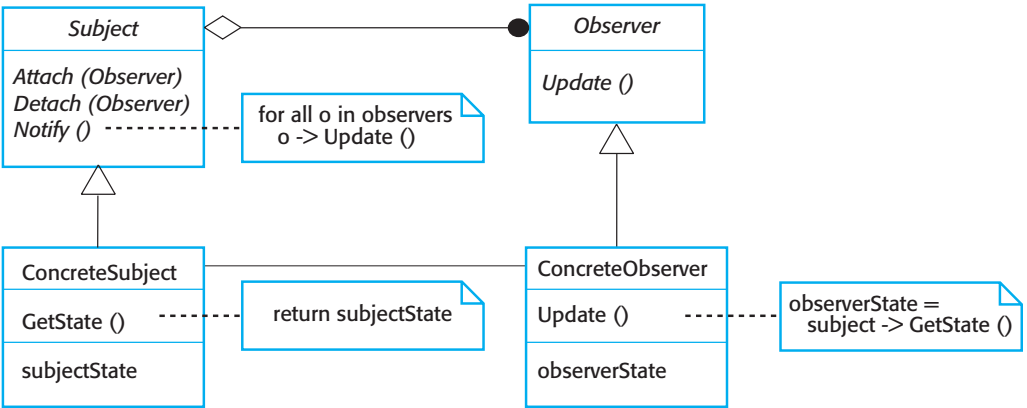 Subject
Attach (Observer)
Detach (Observer)
Notify ()
for all o in observers
o -> Update ()
Observer
Update ()
ConcreteSubject
GetState ()
subjectState
return subjectState
ConcreteObserver
Update ()
observerState
observerState =
subject -> GetState ()